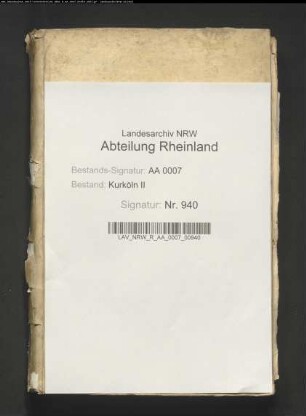 Landesarchiv NRW
Abteilung Rheinland
Bestands-Signatur: AA 0007
Bestand: Kurköln II
Signatur: Nr. 940
LAV_NRW_R_AA_0007_00940